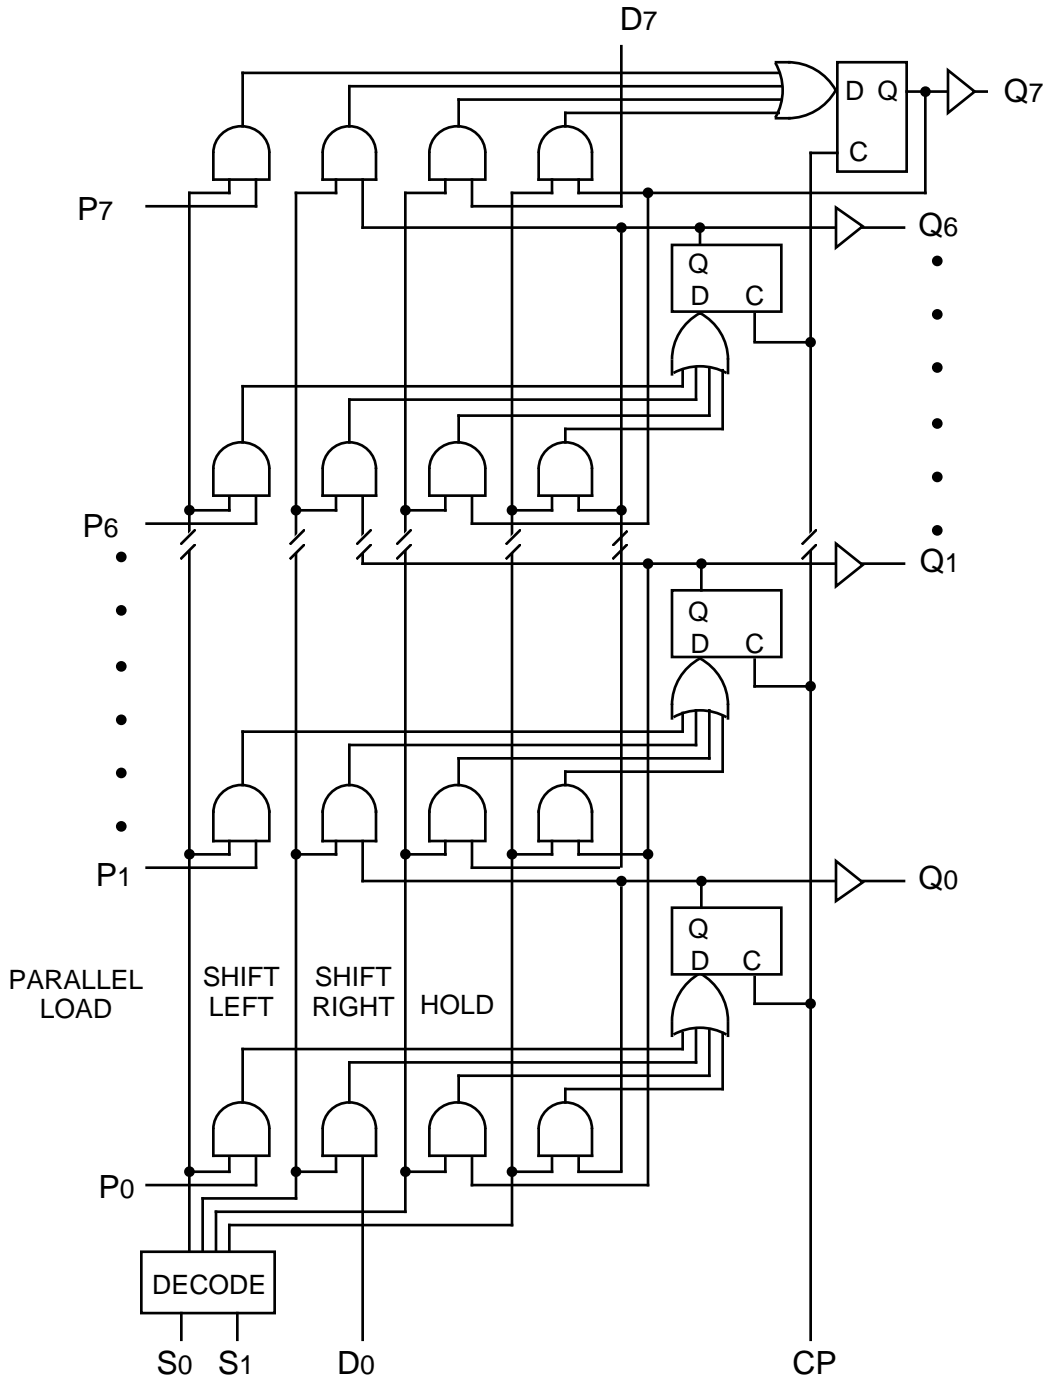 D7
D Q
Q7
C
P7
Q6
Q
D C
P6
Q1
Q
D C
P1
Q0
Q
D C
PARALLEL
LOAD
SHIFT
LEFT
SHIFT
RIGHT
HOLD
P0
DECODE
S0 S1 D0 CP